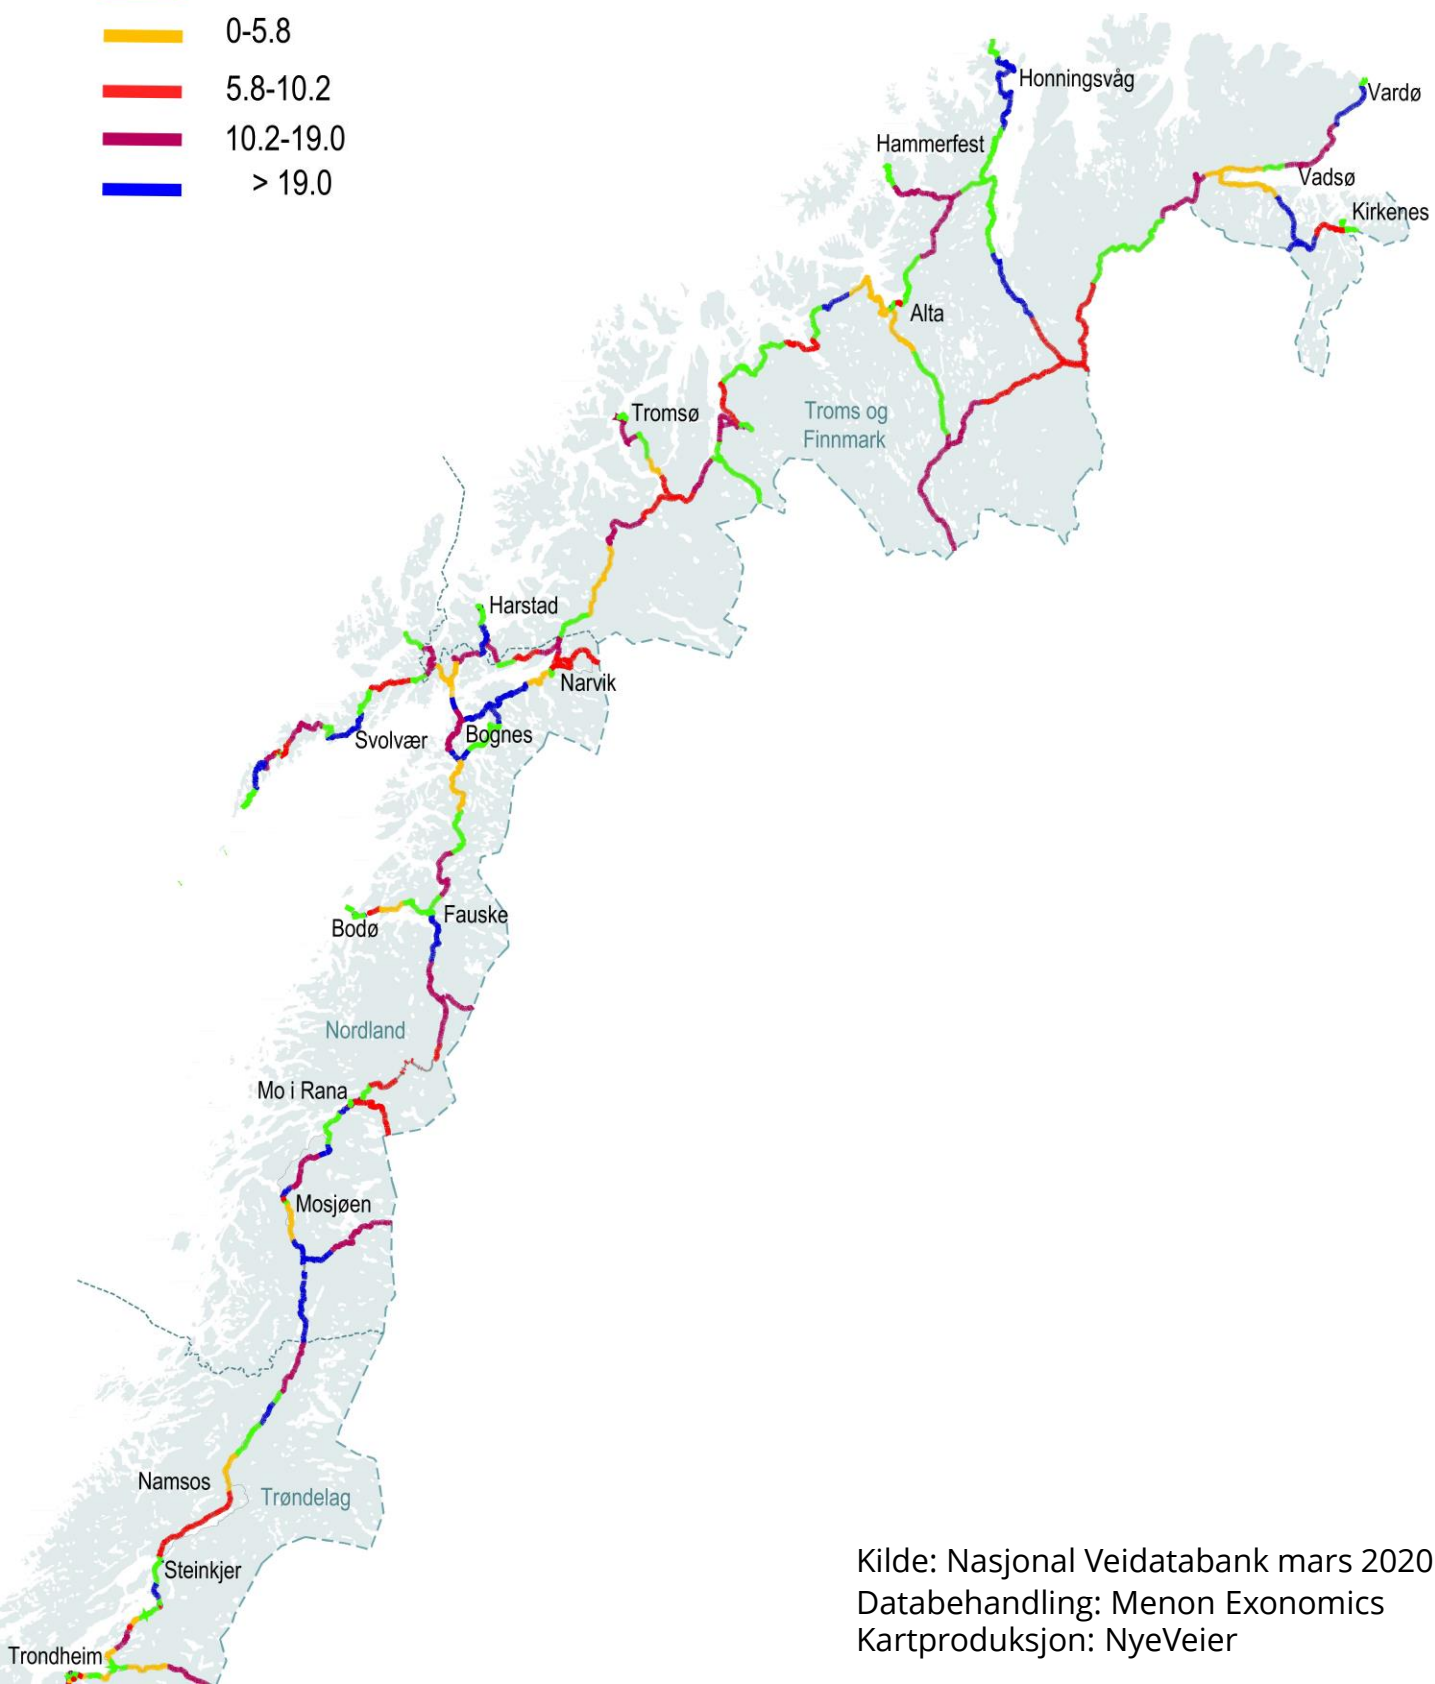 0-5.8
5.8-10.2
10.2-19.0
> 19.0
Honningsvåg
Vardø
Hammerfest
Vadsø
Kirkenes
Alta
Tromsø
Troms og
Finnmark
Harstad
Narvik
Svolvær
Bognes
Fauske
Bodø
Nordland
Mo i Rana
Mosjøen
Namsos
Trøndelag
Steinkjer
Trondheim
Kilde: Nasjonal Veidatabank mars 2020
Databehandling: Menon Exonomics
Kartproduksjon: NyeVeier